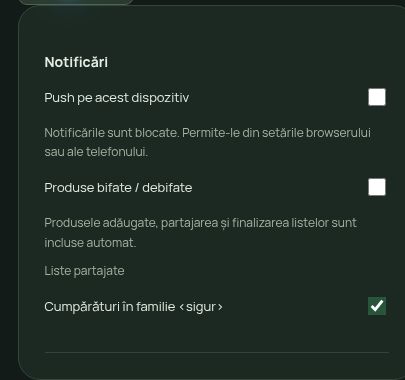 Notificări
Push pe acest dispozitiv
Notificările sunt blocate. Permite-le din setările browserului
sau ale telefonului.
Produse bifate / debifate
Produsele adăugate, partajarea și finalizarea listelor sunt
incluse automat.
Liste partajate
Cumpărături în familie <sigur>